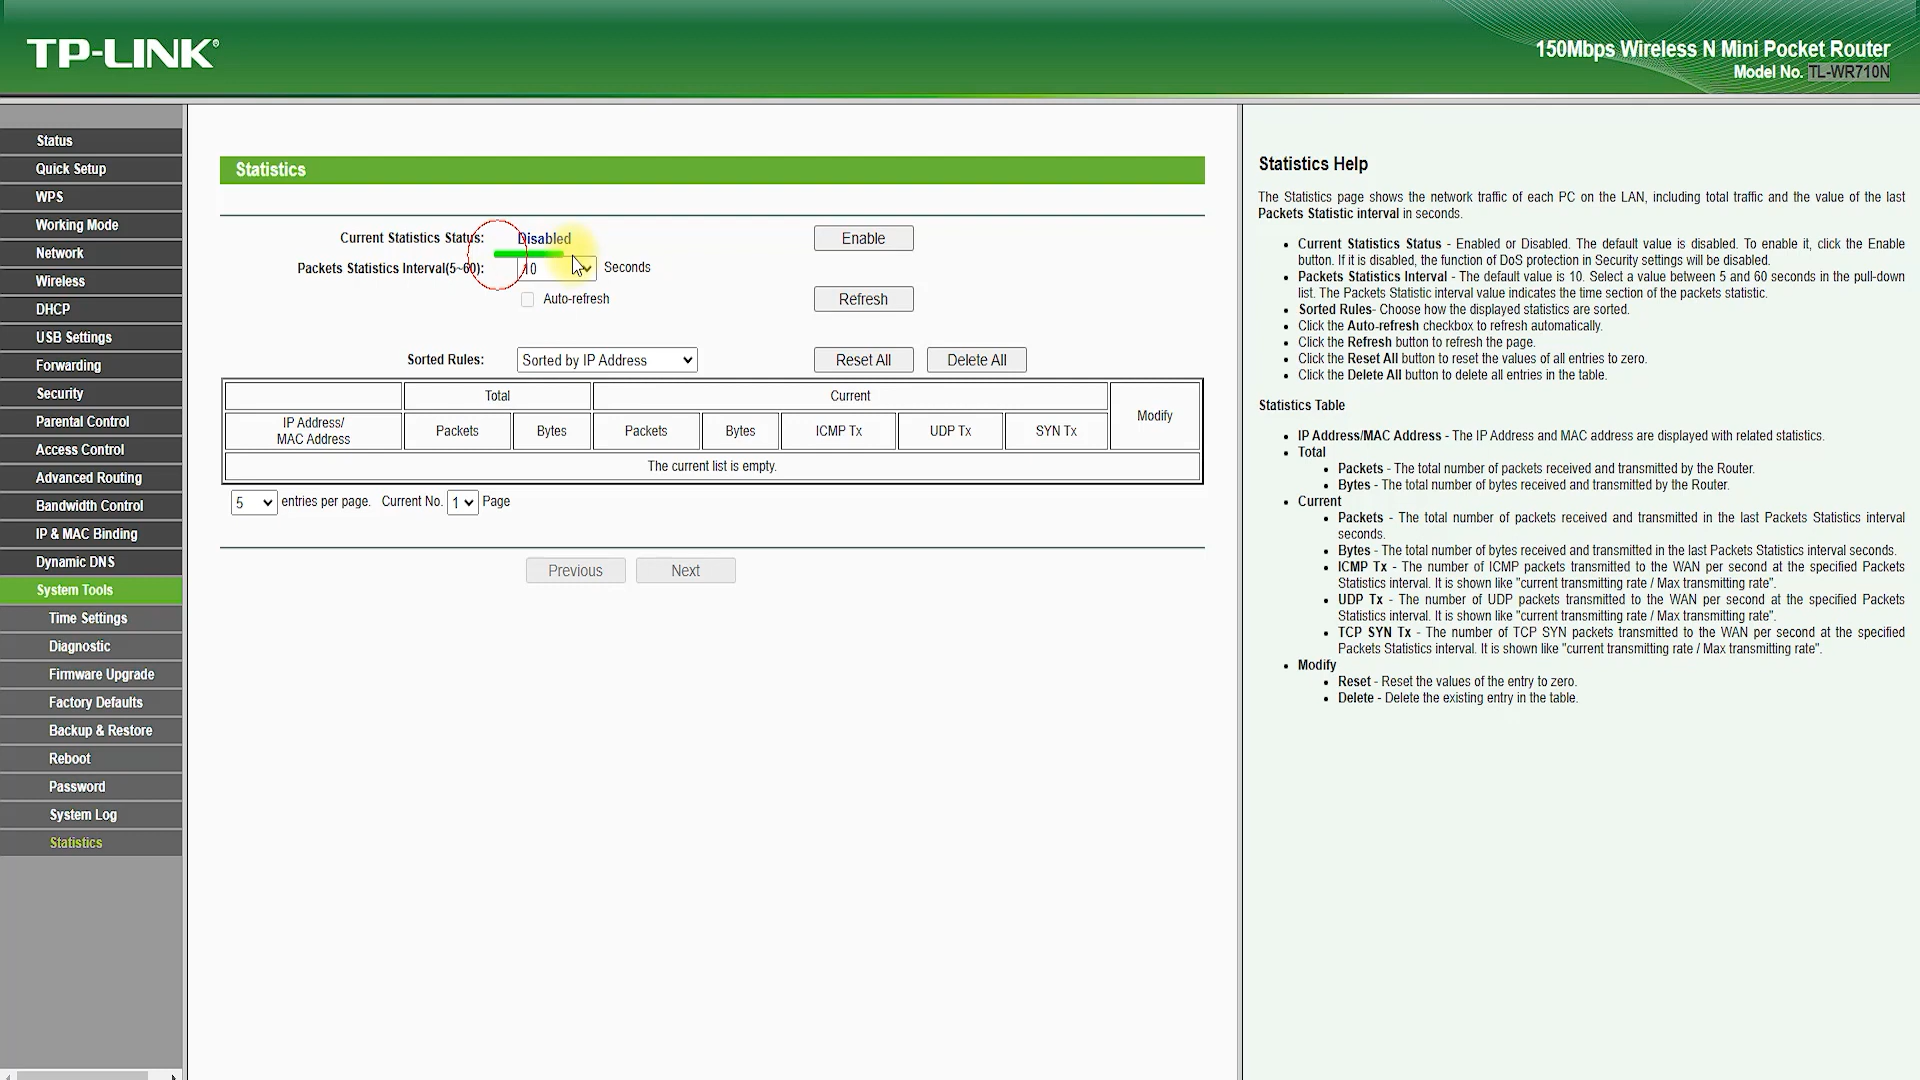 TP-LINK®
150Mbps Wireless N Mini Pocket Router
Model No. TL-WR710N
Status
Quick Setup
WPS
Working Mode
Network
Wireless
DHCP
USB Settings
Forwarding
Security
Parental Control
Access Control
Advanced Routing
Bandwidth Control
IP & MAC Binding
Dynamic DNS
System Tools
Time Settings
Diagnostic
Firmware Upgrade
Factory Defaults
Backup & Restore
Reboot
Password
System Log
Statistics
Statistics
Current Statistics Status: Disabled Enable
Packets Statistics Interval(5~60): 10 Seconds
Auto-refresh Refresh
Sorted Rules: Sorted by IP Address Reset All Delete All
Total Current Modify
IP Address/
MAC Address Packets Bytes Packets Bytes ICMP Tx UDP Tx SYN Tx
The current list is empty.
5 entries per page. Current No. 1 Page
Previous Next
Statistics Help
The Statistics page shows the network traffic of each PC on the LAN, including total traffic and the value of the last
Packets Statistic interval in seconds.
• Current Statistics Status - Enabled or Disabled. The default value is disabled. To enable it, click the Enable
button. If it is disabled, the function of DoS protection in Security settings will be disabled.
• Packets Statistics Interval - The default value is 10. Select a value between 5 and 60 seconds in the pull-down
list. The Packets Statistic interval value indicates the time section of the packets statistic.
• Sorted Rules- Choose how the displayed statistics are sorted.
• Click the Auto-refresh checkbox to refresh automatically.
• Click the Refresh button to refresh the page.
• Click the Reset All button to reset the values of all entries to zero.
• Click the Delete All button to delete all entries in the table.
Statistics Table
• IP Address/MAC Address - The IP Address and MAC address are displayed with related statistics.
• Total
• Packets - The total number of packets received and transmitted by the Router.
• Bytes - The total number of bytes received and transmitted by the Router.
• Current
• Packets - The total number of packets received and transmitted in the last Packets Statistics interval
seconds.
• Bytes - The total number of bytes received and transmitted in the last Packets Statistics interval seconds.
• ICMP Tx - The number of ICMP packets transmitted to the WAN per second at the specified Packets
Statistics interval. It is shown like "current transmitting rate / Max transmitting rate".
• UDP Tx - The number of UDP packets transmitted to the WAN per second at the specified Packets
Statistics interval. It is shown like "current transmitting rate / Max transmitting rate".
• TCP SYN Tx - The number of TCP SYN packets transmitted to the WAN per second at the specified
Packets Statistics interval. It is shown like "current transmitting rate / Max transmitting rate".
• Modify
• Reset - Reset the values of the entry to zero.
• Delete - Delete the existing entry in the table.